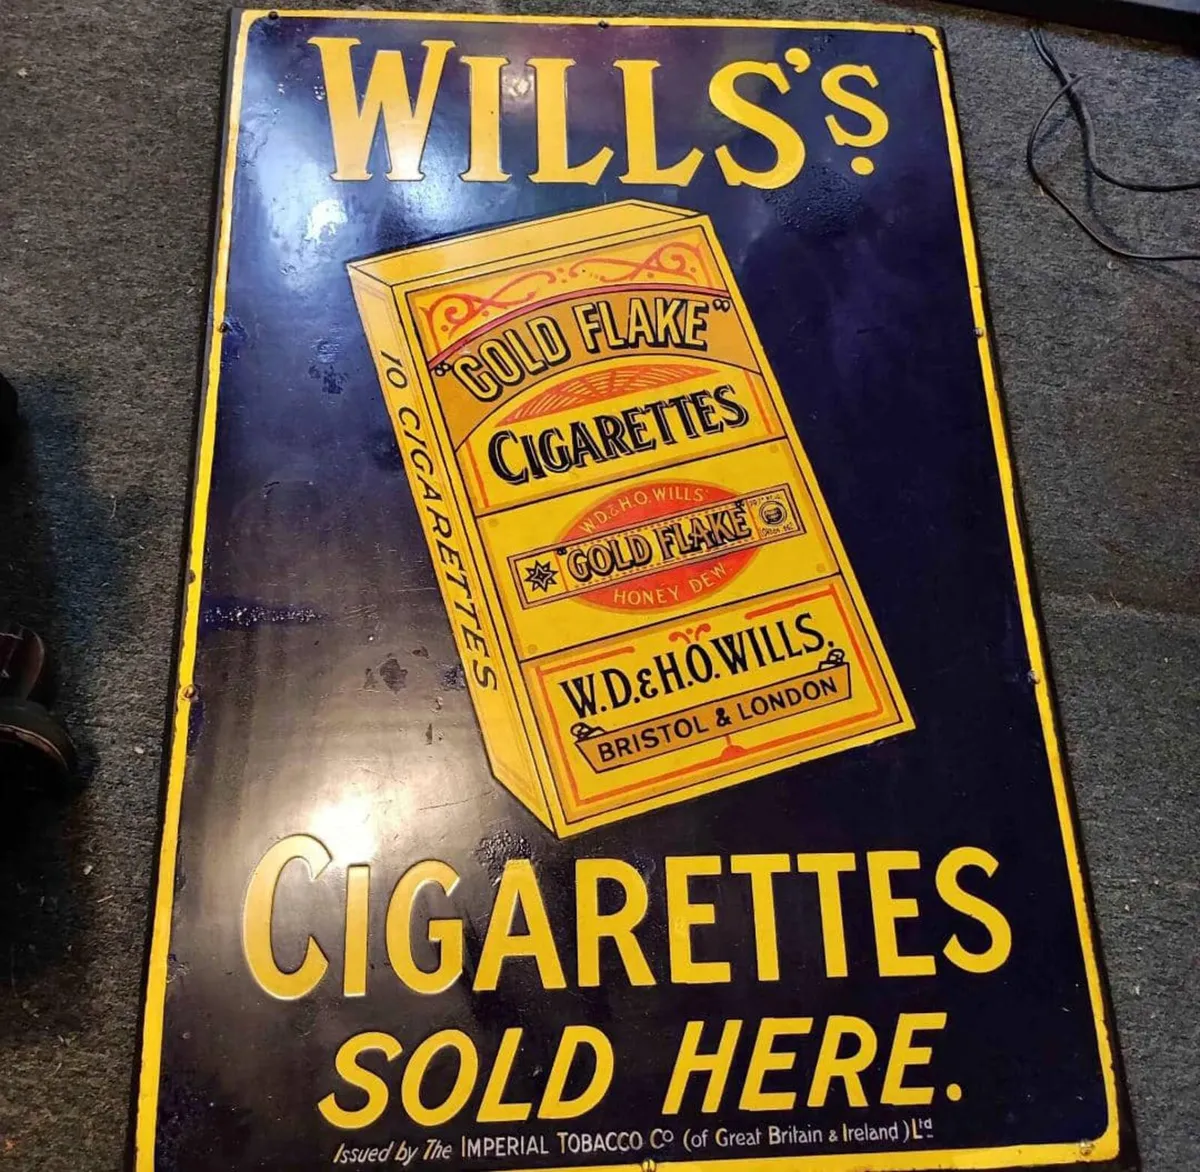 WILLS'S
"GOLD FLAKE"
CIGARETTES
10 CIGARETTES
W.D. & H.O. WILLS'
"GOLD FLAKE"
HONEY DEW
W.D. & H.O. WILLS.
BRISTOL & LONDON
CIGARETTES
SOLD HERE.
Issued by The IMPERIAL TOBACCO Co (of Great Britain & Ireland) Ltd